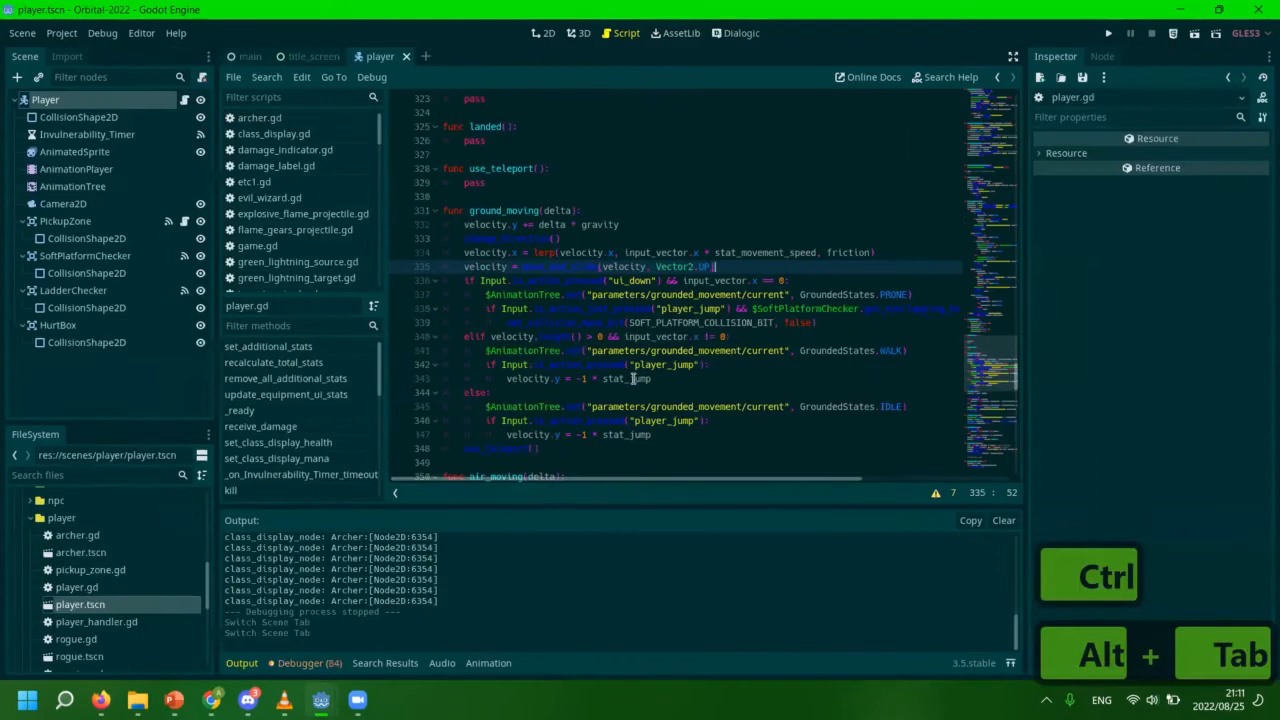 player.tscn - Orbital-2022 - Godot Engine
Scene Project Debug Editor Help
2D 3D Script AssetLib Dialogic
GLES3
Scene Import
main title_screen player
Inspector Node
Filter nodes
File Search Edit Go To Debug
Online Docs Search Help
Player
CollisionShape2D
Invulnerability_Timer
AnimatedSprite
AnimationPlayer
AnimationTree
Camera2D
PickupZone
CollisionShape2D
SoftPlatformChecker
CollisionShape2D
LadderChecker
CollisionShape2D
HurtBox
CollisionShape2D
Filter scripts
archer.gd
class_display.gd
damage_number.gd
damage_zone.gd
etc1.gd
evil_wizard.gd
explosive_flame_projectile.gd
flame_projectile.gd
game.gd
green_lightning_source.gd
green_lightning_target.gd
player.gd
Filter methods
set_additional_stats
recalculate_total_stats
remove_all_additional_stats
update_equipment_ui_stats
_ready
receive_damage
set_class_display_health
set_class_display_mana
_on_Invulnerability_Timer_timeout
kill
323 pass
324
325 func landed():
326 pass
327
328 func use_teleport():
329 pass
330
331 func ground_moving(delta):
332 velocity.y += delta * gravity
333
334 velocity.x = lerp(velocity.x, input_vector.x * stat_movement_speed, friction)
335 velocity = move_and_slide(velocity, Vector2.UP)
336 if Input.is_action_pressed("ui_down") && input_vector.x == 0:
337 $AnimationTree.set("parameters/grounded_movement/current", GroundedStates.PRONE)
338 if Input.is_action_just_pressed("player_jump") && $SoftPlatformChecker.
339 set_collision_mask_bit(SOFT_PLATFORM_COLLISION_BIT, false)
340 elif velocity.length() > 0 && input_vector.x != 0:
341 $AnimationTree.set("parameters/grounded_movement/current", GroundedStates.WALK)
342 if Input.is_action_pressed("player_jump"):
343 velocity.y = -1 * stat_jump
344 else:
345 $AnimationTree.set("parameters/grounded_movement/current", GroundedStates.IDLE)
346 if Input.is_action_pressed("player_jump"):
347 velocity.y = -1 * stat_jump
348 use_teleport()
349
350 func air_moving(delta):
7 335 : 52
player.gd
Filter properties
Resource
Resource
Reference
FileSystem
res://scenes/player/player.tscn
Search files
npc
player
archer.gd
archer.tscn
pickup_zone.gd
player.gd
player.tscn
player_handler.gd
rogue.gd
rogue.tscn
Output:
Copy Clear
class_display_node: Archer:[Node2D:6354]
class_display_node: Archer:[Node2D:6354]
class_display_node: Archer:[Node2D:6354]
class_display_node: Archer:[Node2D:6354]
class_display_node: Archer:[Node2D:6354]
class_display_node: Archer:[Node2D:6354]
class_display_node: Archer:[Node2D:6354]
--- Debugging process stopped ---
Switch Scene Tab
Switch Scene Tab
Output Debugger (84) Search Results Audio Animation
3.5.stable
Ctrl
Alt + Tab
ENG
21:11
2022/08/25